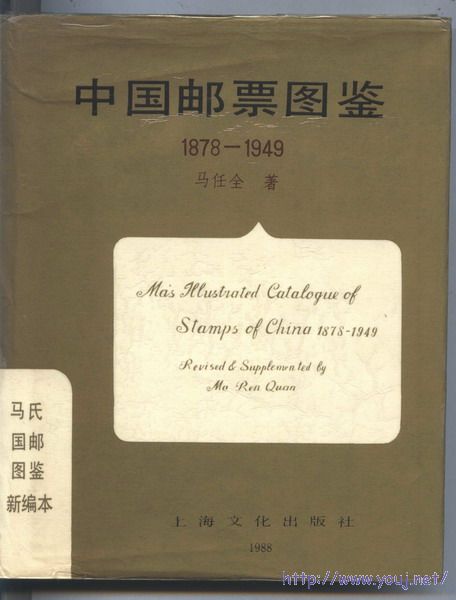 中国邮票图鉴
1878-1949
马任全 著
Ma's Illustrated Catalogue of
Stamps of China 1878-1949
Revised & Supplemented by
Ma Ren Quan
马氏
国邮
图鉴
新编本
上海文化出版社
1988
http://www.youj.net/